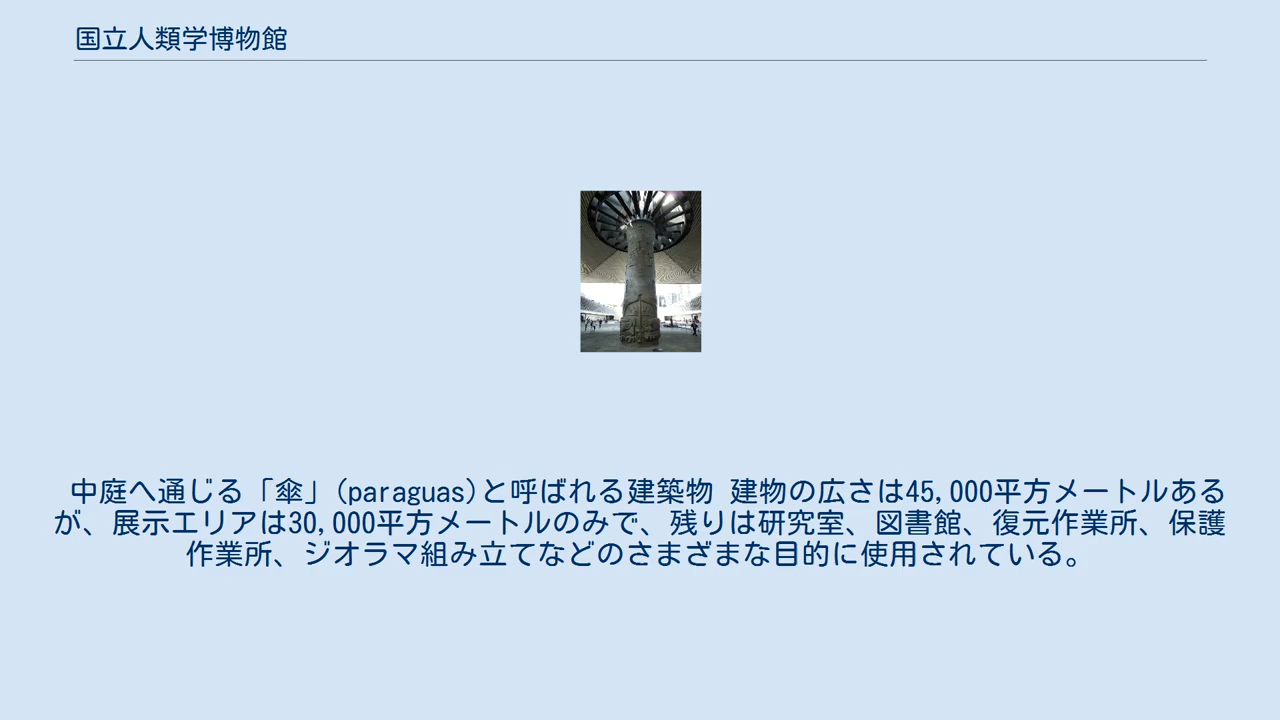 国立人類学博物館
中庭へ通じる「傘」(paraguas)と呼ばれる建築物 建物の広さは45,000平方メートルある
が、展示エリアは30,000平方メートルのみで、残りは研究室、図書館、復元作業所、保護
作業所、ジオラマ組み立てなどのさまざまな目的に使用されている。